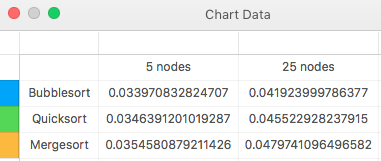 Chart Data
5 nodes 25 nodes
Bubblesort 0.033970832824707 0.041923999786377
Quicksort 0.0346391201019287 0.045522928237915
Mergesort 0.0354580879211426 0.0479741096496582